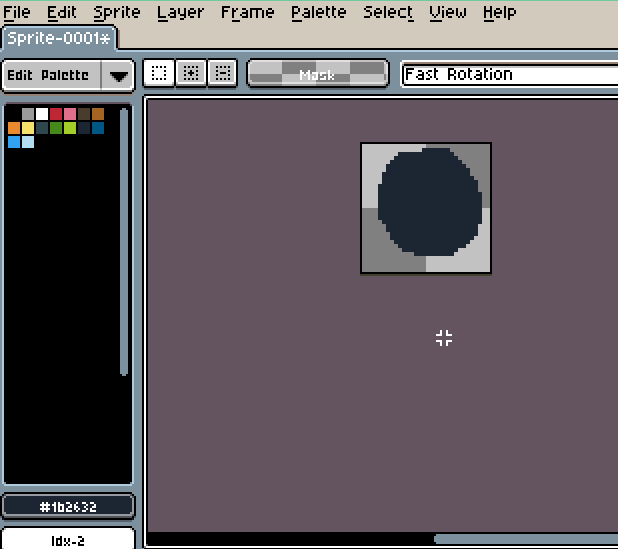 File Edit Sprite Layer Frame Palette Select View Help
Sprite-0001*
Edit Palette Mask Fast Rotation
#1b2632
Idx-2